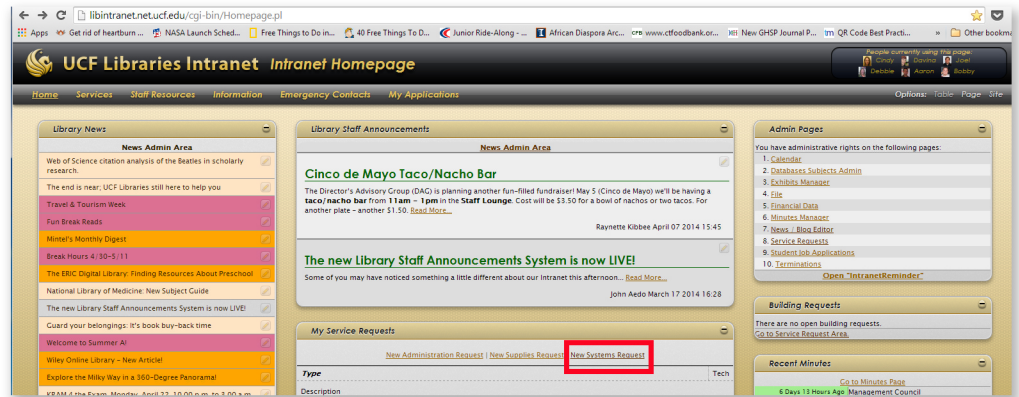 libintranet.net.ucf.edu/cgi-bin/Homepage.pl
Apps Get rid of heartburn ... NASA Launch Sched... Free Things to Do in... 40 Free Things To D... Junior Ride-Along - ... African Diaspora Arc... www.ctfoodbank.or... New GHSP Journal P... QR Code Best Practi... » Other bookma
UCF Libraries Intranet Intranet Homepage
People currently using the page:
Cindy Davina Joel
Debbie Aaron Bobby
Home Services Staff Resources Information Emergency Contacts My Applications Options: Table Page Site
Library News
News Admin Area
Web of Science citation analysis of the Beatles in scholarly
research.
The end is near; UCF Libraries still here to help you
Travel & Tourism Week
Fun Break Reads
Mintel's Monthly Digest
Break Hours 4/30-5/11
The ERIC Digital Library: Finding Resources About Preschool
National Library of Medicine: New Subject Guide
The new Library Staff Announcements System is now LIVE!
Guard your belongings: It's book buy-back time
Welcome to Summer A!
Wiley Online Library - New Article!
Explore the Milky Way in a 360-Degree Panorama!
KRAM 4 the Exam, Monday, April 22, 10:00 p.m. to 3:00 a.m.
Library Staff Announcements
News Admin Area
Cinco de Mayo Taco/Nacho Bar
The Director's Advisory Group (DAG) is planning another fun-filled fundraiser! May 5 (Cinco de Mayo) we'll be having a
taco/nacho bar from 11am - 1pm in the Staff Lounge. Cost will be $3.50 for a bowl of nachos or two tacos. For
another plate - another $1.50. Read More...
Raynette Kibbee April 07 2014 15:45
The new Library Staff Announcements System is now LIVE!
Some of you may have noticed something a little different about our Intranet this afternoon... Read More...
John Aedo March 17 2014 16:28
My Service Requests
New Administration Request | New Supplies Request New Systems Request
Type Tech
Description
Admin Pages
You have administrative rights on the following pages:
1. Calendar
2. Databases Subjects Admin
3. Exhibits Manager
4. File
5. Financial Data
6. Minutes Manager
7. News / Blog Editor
8. Service Requests
9. Student Job Applications
10. Terminations
Open "IntranetReminder"
Building Requests
There are no open building requests.
Go to Service Request Area.
Recent Minutes
Go to Minutes Page
6 Days 13 Hours Ago Management Council